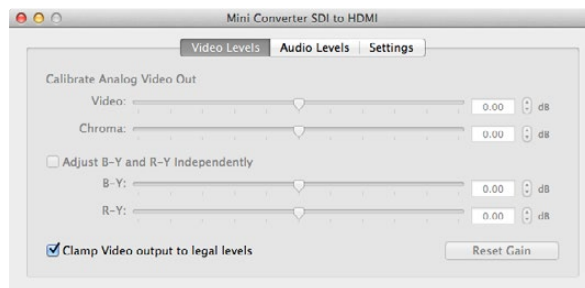 Mini Converter SDI to HDMI
Video Levels Audio Levels Settings
Calibrate Analog Video Out
Video: 0.00 dB
Chroma: 0.00 dB
Adjust B-Y and R-Y Independently
B-Y: 0.00 dB
R-Y: 0.00 dB
Clamp Video output to legal levels Reset Gain